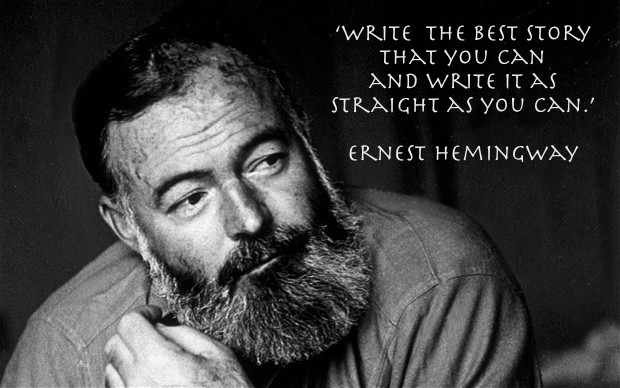 ‘WRITE THE BEST STORY
THAT YOU CAN
AND WRITE IT AS
STRAIGHT AS YOU CAN.’
ERNEST HEMINGWAY